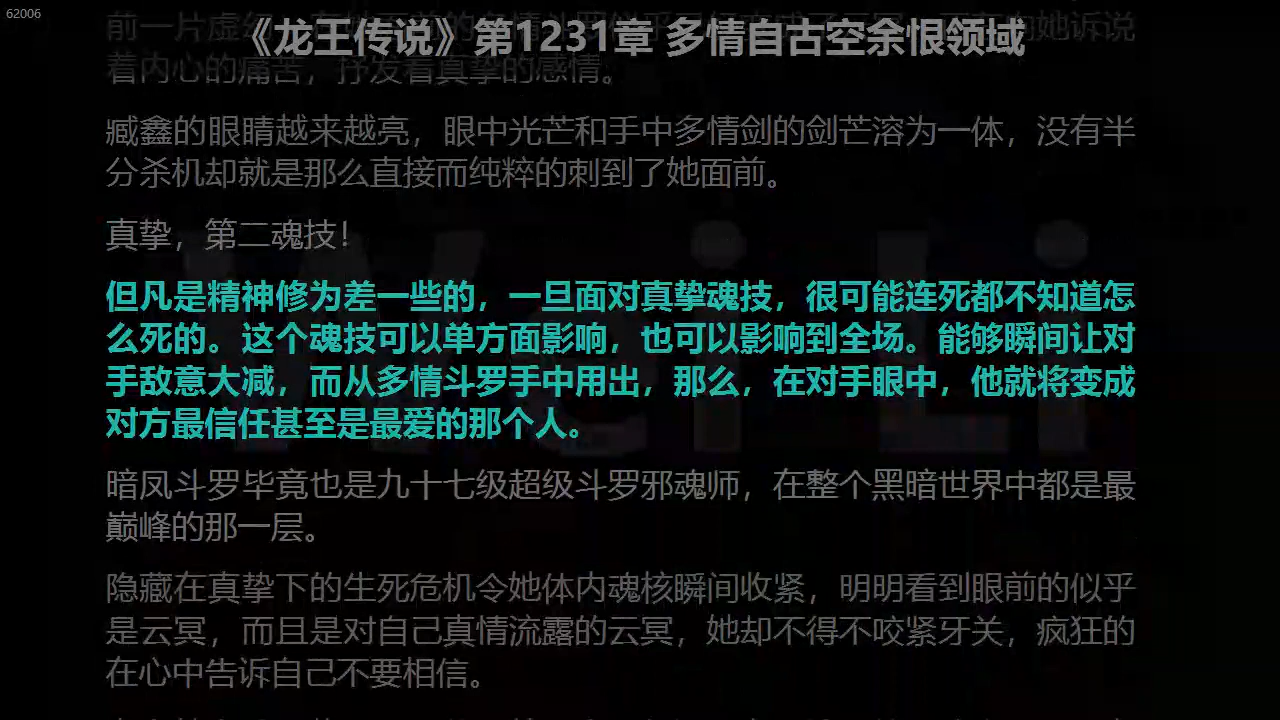 62006
《龙王传说》第1231章 多情自古空余恨领域
着内心的痛苦，抒发着真挚的感情。
臧鑫的眼睛越来越亮，眼中光芒和手中多情剑的剑芒溶为一体，没有半
分杀机却就是那么直接而纯粹的刺到了她面前。
真挚，第二魂技！
但凡是精神修为差一些的，一旦面对真挚魂技，很可能连死都不知道怎
么死的。这个魂技可以单方面影响，也可以影响到全场。能够瞬间让对
手敌意大减，而从多情斗罗手中用出，那么，在对手眼中，他就将变成
对方最信任甚至是最爱的那个人。
暗凤斗罗毕竟也是九十七级超级斗罗邪魂师，在整个黑暗世界中都是最
巅峰的那一层。
隐藏在真挚下的生死危机令她体内魂核瞬间收紧，明明看到眼前的似乎
是云冥，而且是对自己真情流露的云冥，她却不得不咬紧牙关，疯狂的
在心中告诉自己不要相信。